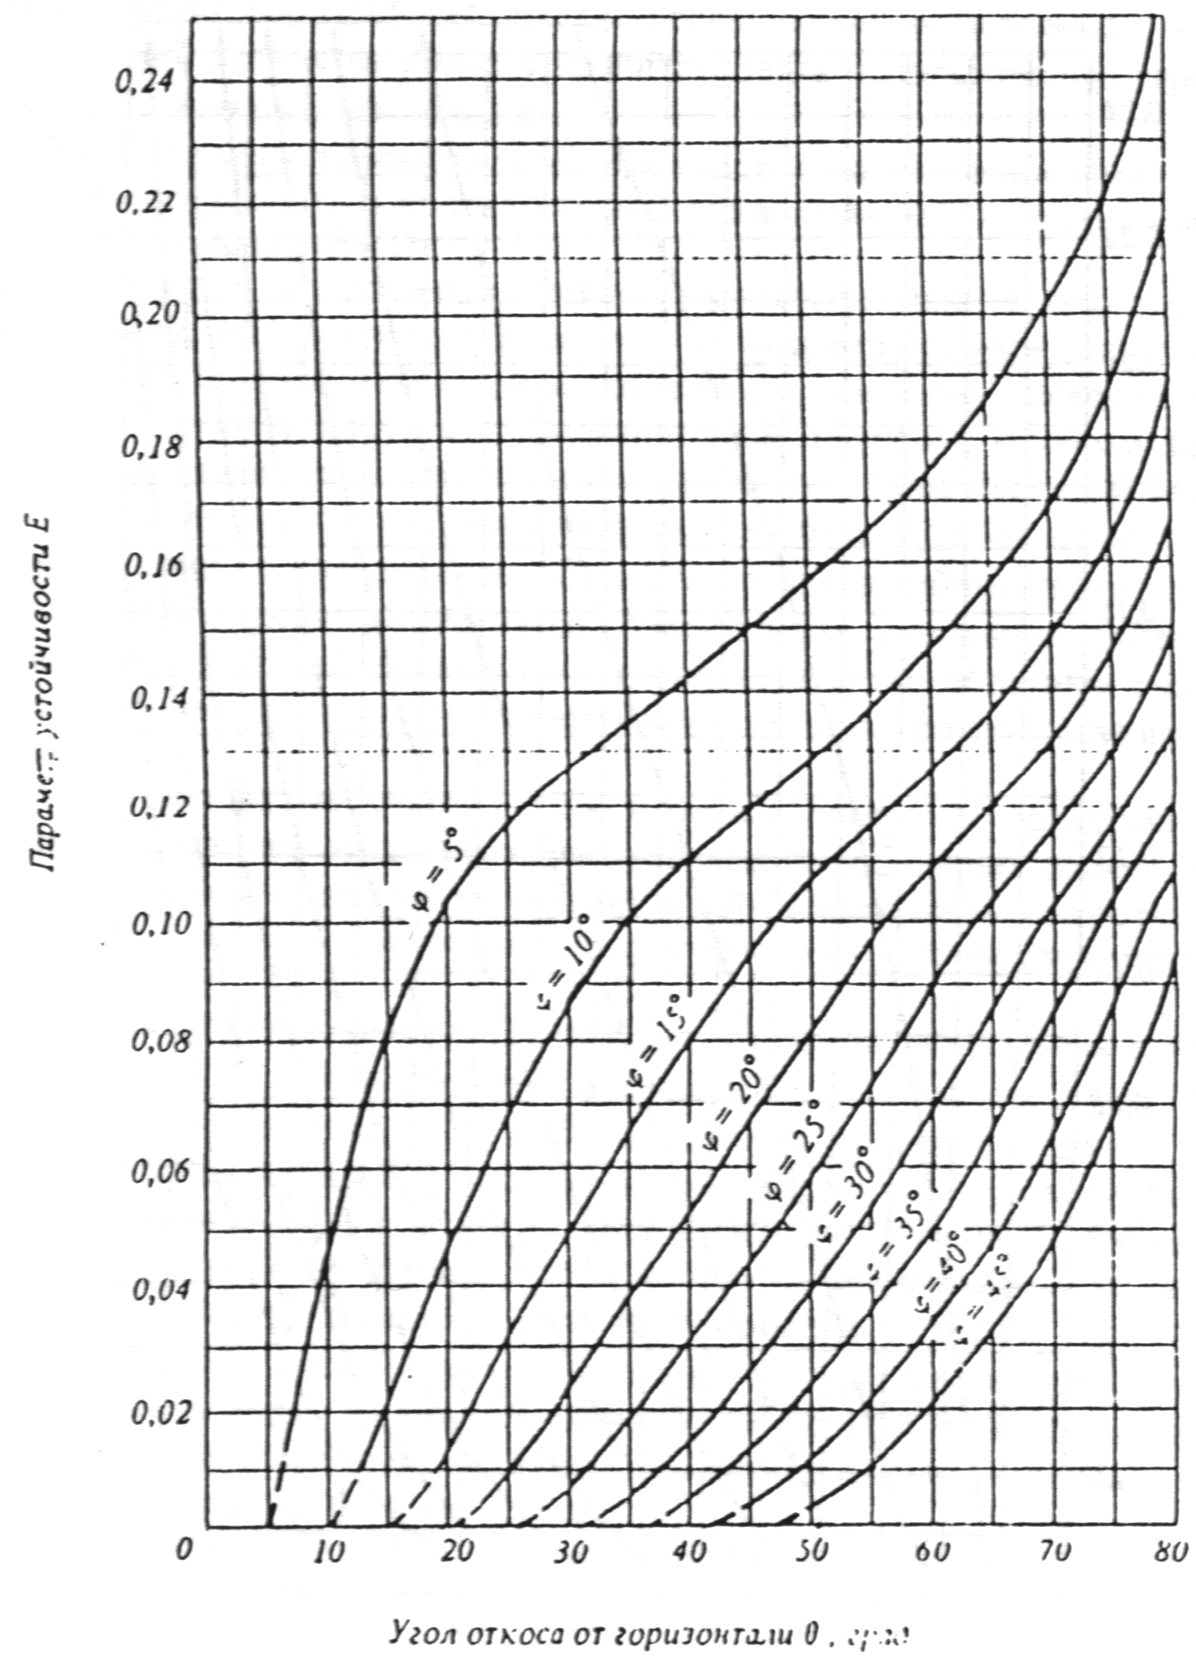 0,24
0,22
0,20
0,18
0,16
0,14
0,12
0,10
0,08
0,06
0,04
0,02
0
10
20
30
40
50
60
70
80
устойчивости E
φ = 5°
φ = 10°
φ = 15°
φ = 20°
φ = 25°
φ = 30°
φ = 35°
φ = 40°
φ = 45°
Угол откоса от горизонтали θ ,